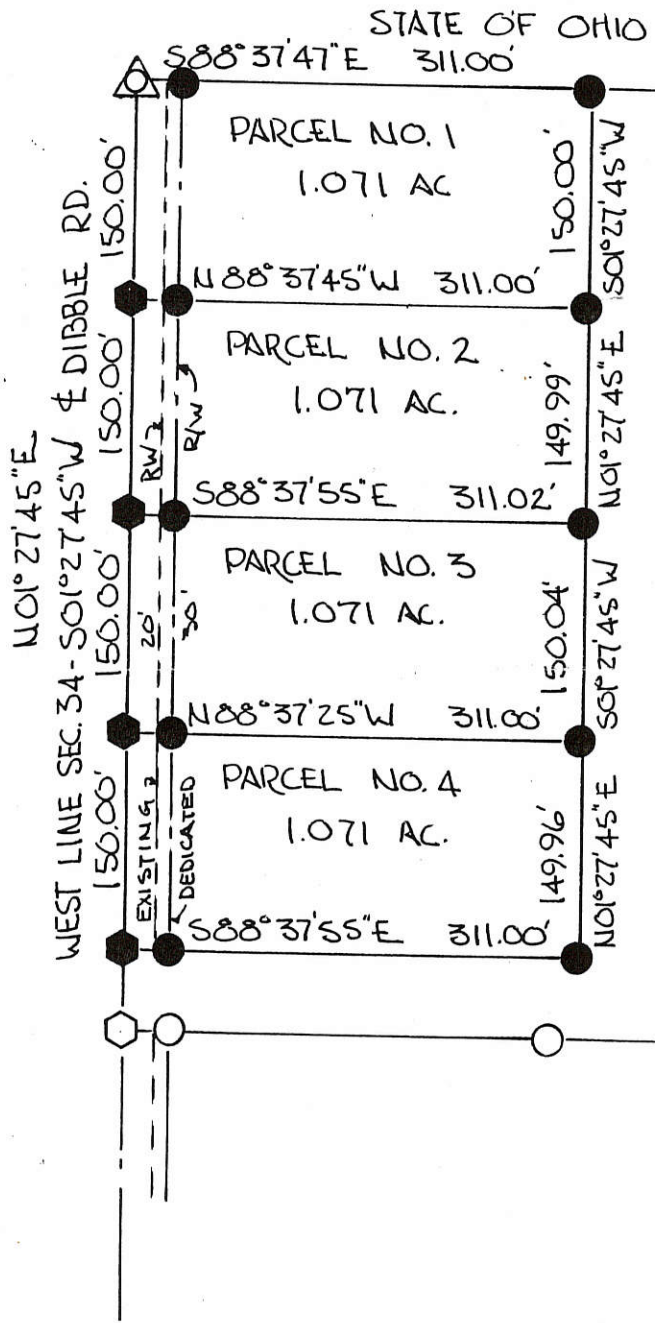 STATE OF OHIO
S88°37'47"E 311.00'
PARCEL NO. 1
1.071 AC
150.00'
150.00'
S01°27'45"W
N88°37'45"W 311.00'
PARCEL NO. 2
1.071 AC.
150.00'
RW
R/W
149.99'
N01°27'45"E
S88°37'55"E 311.02'
PARCEL NO. 3
1.071 AC.
N01°27'45"E
WEST LINE SEC. 34-S01°27'45"W ℄ DIBBLE RD.
150.00'
20'
30'
150.04'
S01°27'45"W
N88°37'25"W 311.00'
PARCEL NO. 4
1.071 AC.
150.00'
EXISTING
DEDICATED
149.96'
N01°27'45"E
S88°37'55"E 311.00'